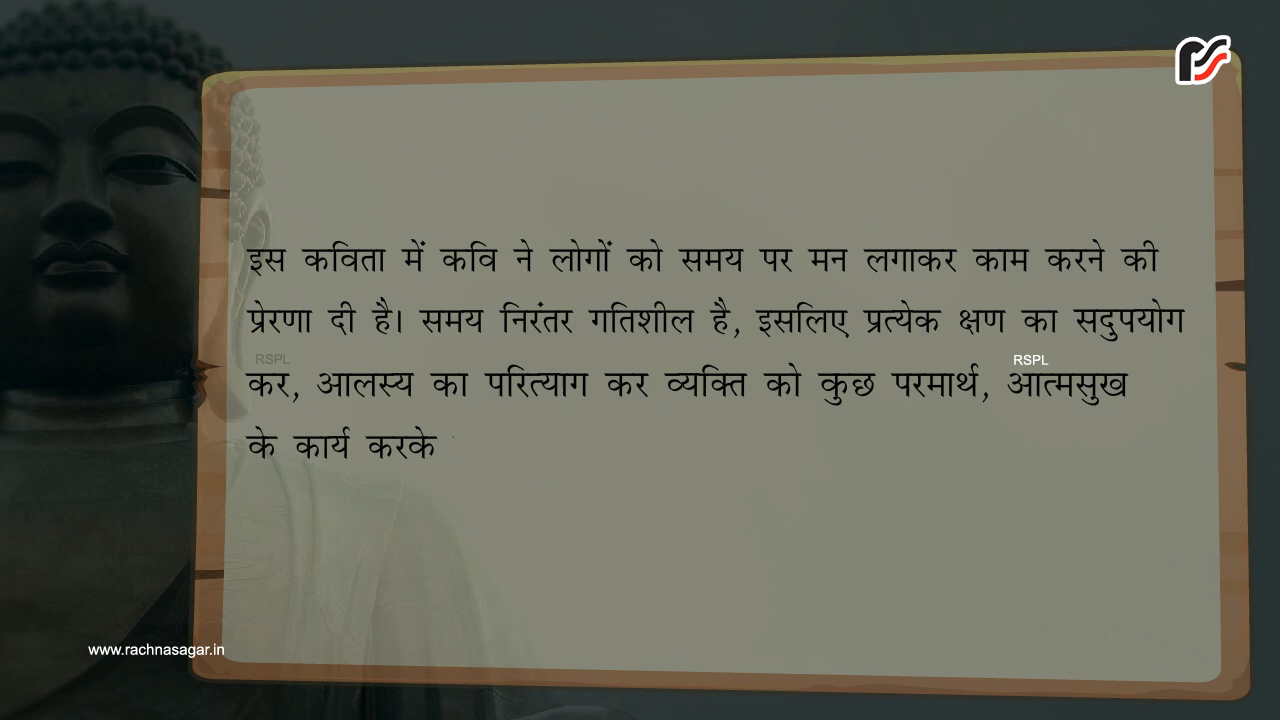 इस कविता में कवि ने लोगों को समय पर मन लगाकर काम करने की
प्रेरणा दी है। समय निरंतर गतिशील है, इसलिए प्रत्येक क्षण का सदुपयोग
RSPL RSPL
कर, आलस्य का परित्याग कर व्यक्ति को कुछ परमार्थ, आत्मसुख
के कार्य करके
www.rachnasagar.in